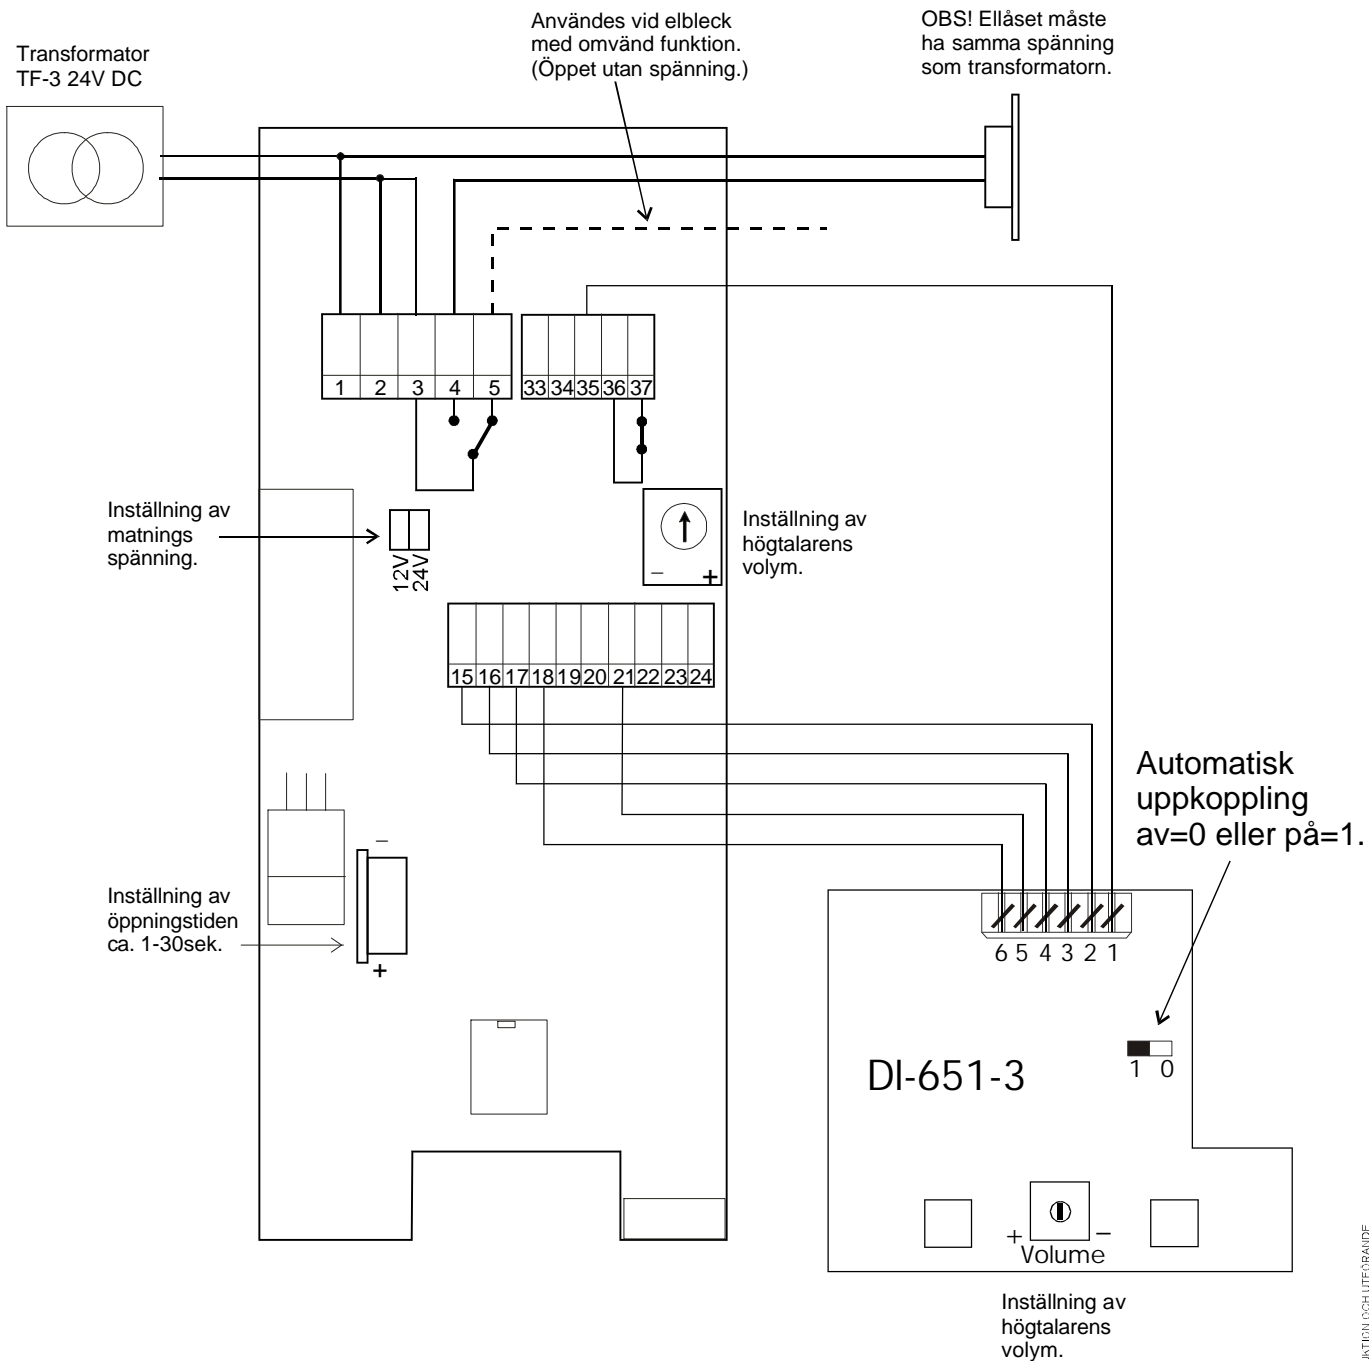 Transformator
TF-3 24V DC
Användes vid elbleck
med omvänd funktion.
(Öppet utan spänning.)
OBS! Ellåset måste
ha samma spänning
som transformatorn.
1 2 3 4 5
33 34 35 36 37
Inställning av
matnings
spänning.
12V
24V
– +
Inställning av
högtalarens
volym.
15 16 17 18 19 20 21 22 23 24
Automatisk
uppkoppling
av=0 eller på=1.
–
Inställning av
öppningstiden
ca. 1-30sek.
+
6 5 4 3 2 1
1 0
DI-651-3
+ –
Volume
Inställning av
högtalarens
volym.
OCH UTFÖRANDE